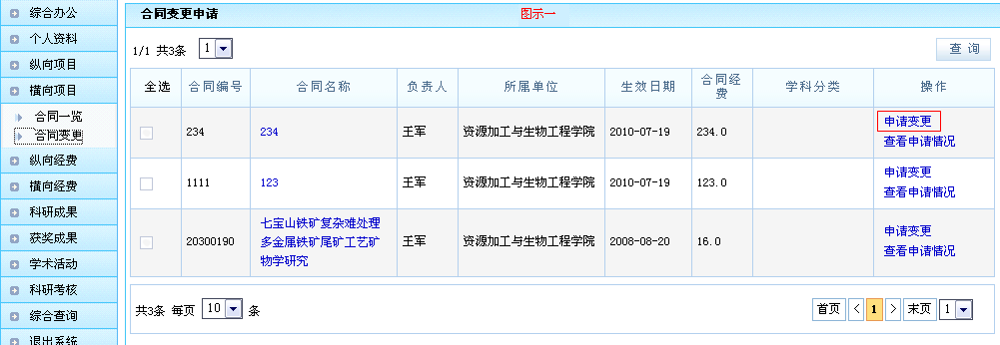 综合办公
个人资料
纵向项目
横向项目
合同一览
合同变更
纵向经费
横向经费
科研成果
获奖成果
学术活动
科研考核
综合查询
退出系统
合同变更申请
图示一
1/1 共3条 1
查 询
全选 合同编号 合同名称 负责人 所属单位 生效日期 合同经费 学科分类 操作
234 234 王军 资源加工与生物工程学院 2010-07-19 234.0 申请变更
查看申请情况
1111 123 王军 资源加工与生物工程学院 2010-07-19 123.0 申请变更
查看申请情况
20300190 七宝山铁矿复杂难处理
多金属铁矿尾矿工艺矿
物学研究
王军 资源加工与生物工程学院 2008-08-20 16.0 申请变更
查看申请情况
共3条 每页 10 条
首页 < 1 > 末页 1